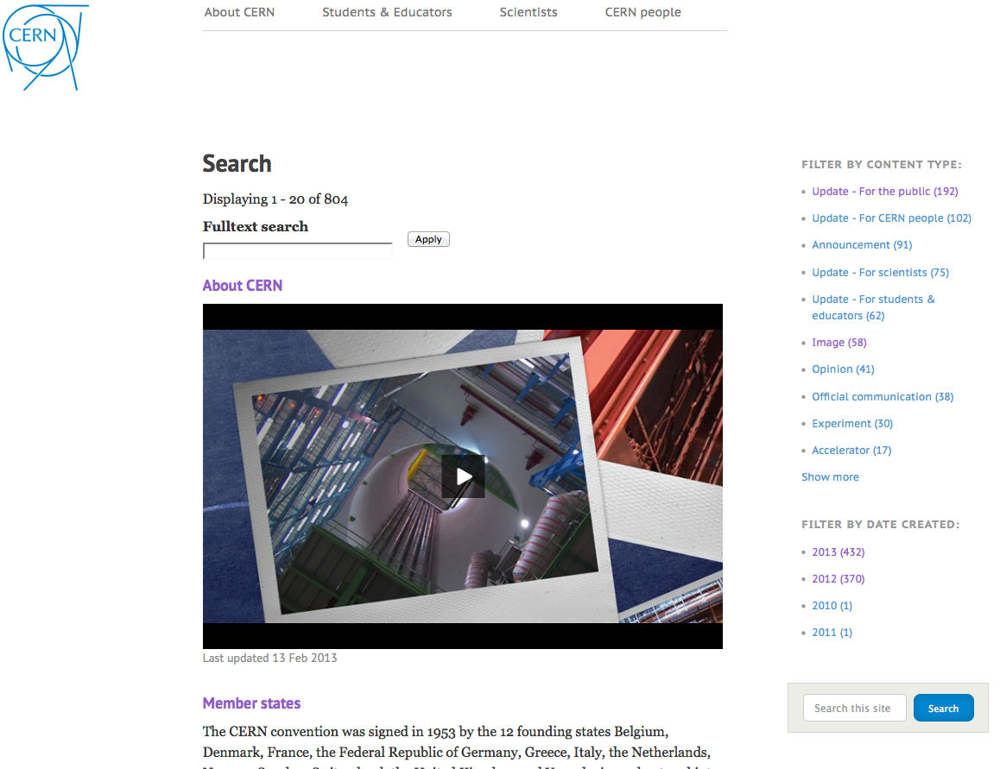 CERN
About CERN Students & Educators Scientists CERN people
Search
Displaying 1 - 20 of 804
Fulltext search
Apply
About CERN
Last updated 13 Feb 2013
Member states
The CERN convention was signed in 1953 by the 12 founding states Belgium,
Denmark, France, the Federal Republic of Germany, Greece, Italy, the Netherlands,
FILTER BY CONTENT TYPE:
Update - For the public (192)
Update - For CERN people (102)
Announcement (91)
Update - For scientists (75)
Update - For students &
educators (62)
Image (58)
Opinion (41)
Official communication (38)
Experiment (30)
Accelerator (17)
Show more
FILTER BY DATE CREATED:
2013 (432)
2012 (370)
2010 (1)
2011 (1)
Search this site Search